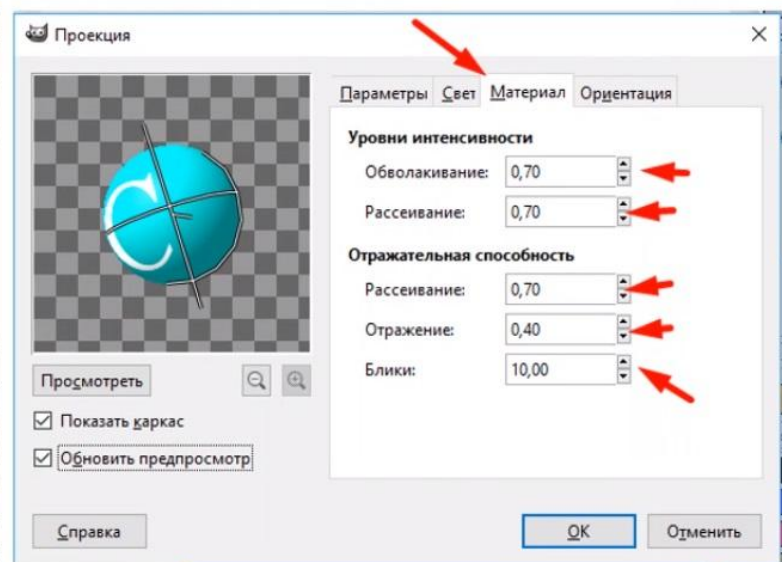 Проекция
Параметры Свет Материал Ориентация
Уровни интенсивности
Обволакивание: 0,70
Рассеивание: 0,70
Отражательная способность
Рассеивание: 0,70
Отражение: 0,40
Блики: 10,00
C
Просмотреть
Показать каркас
Обновить предпросмотр
Справка
OK
Отменить